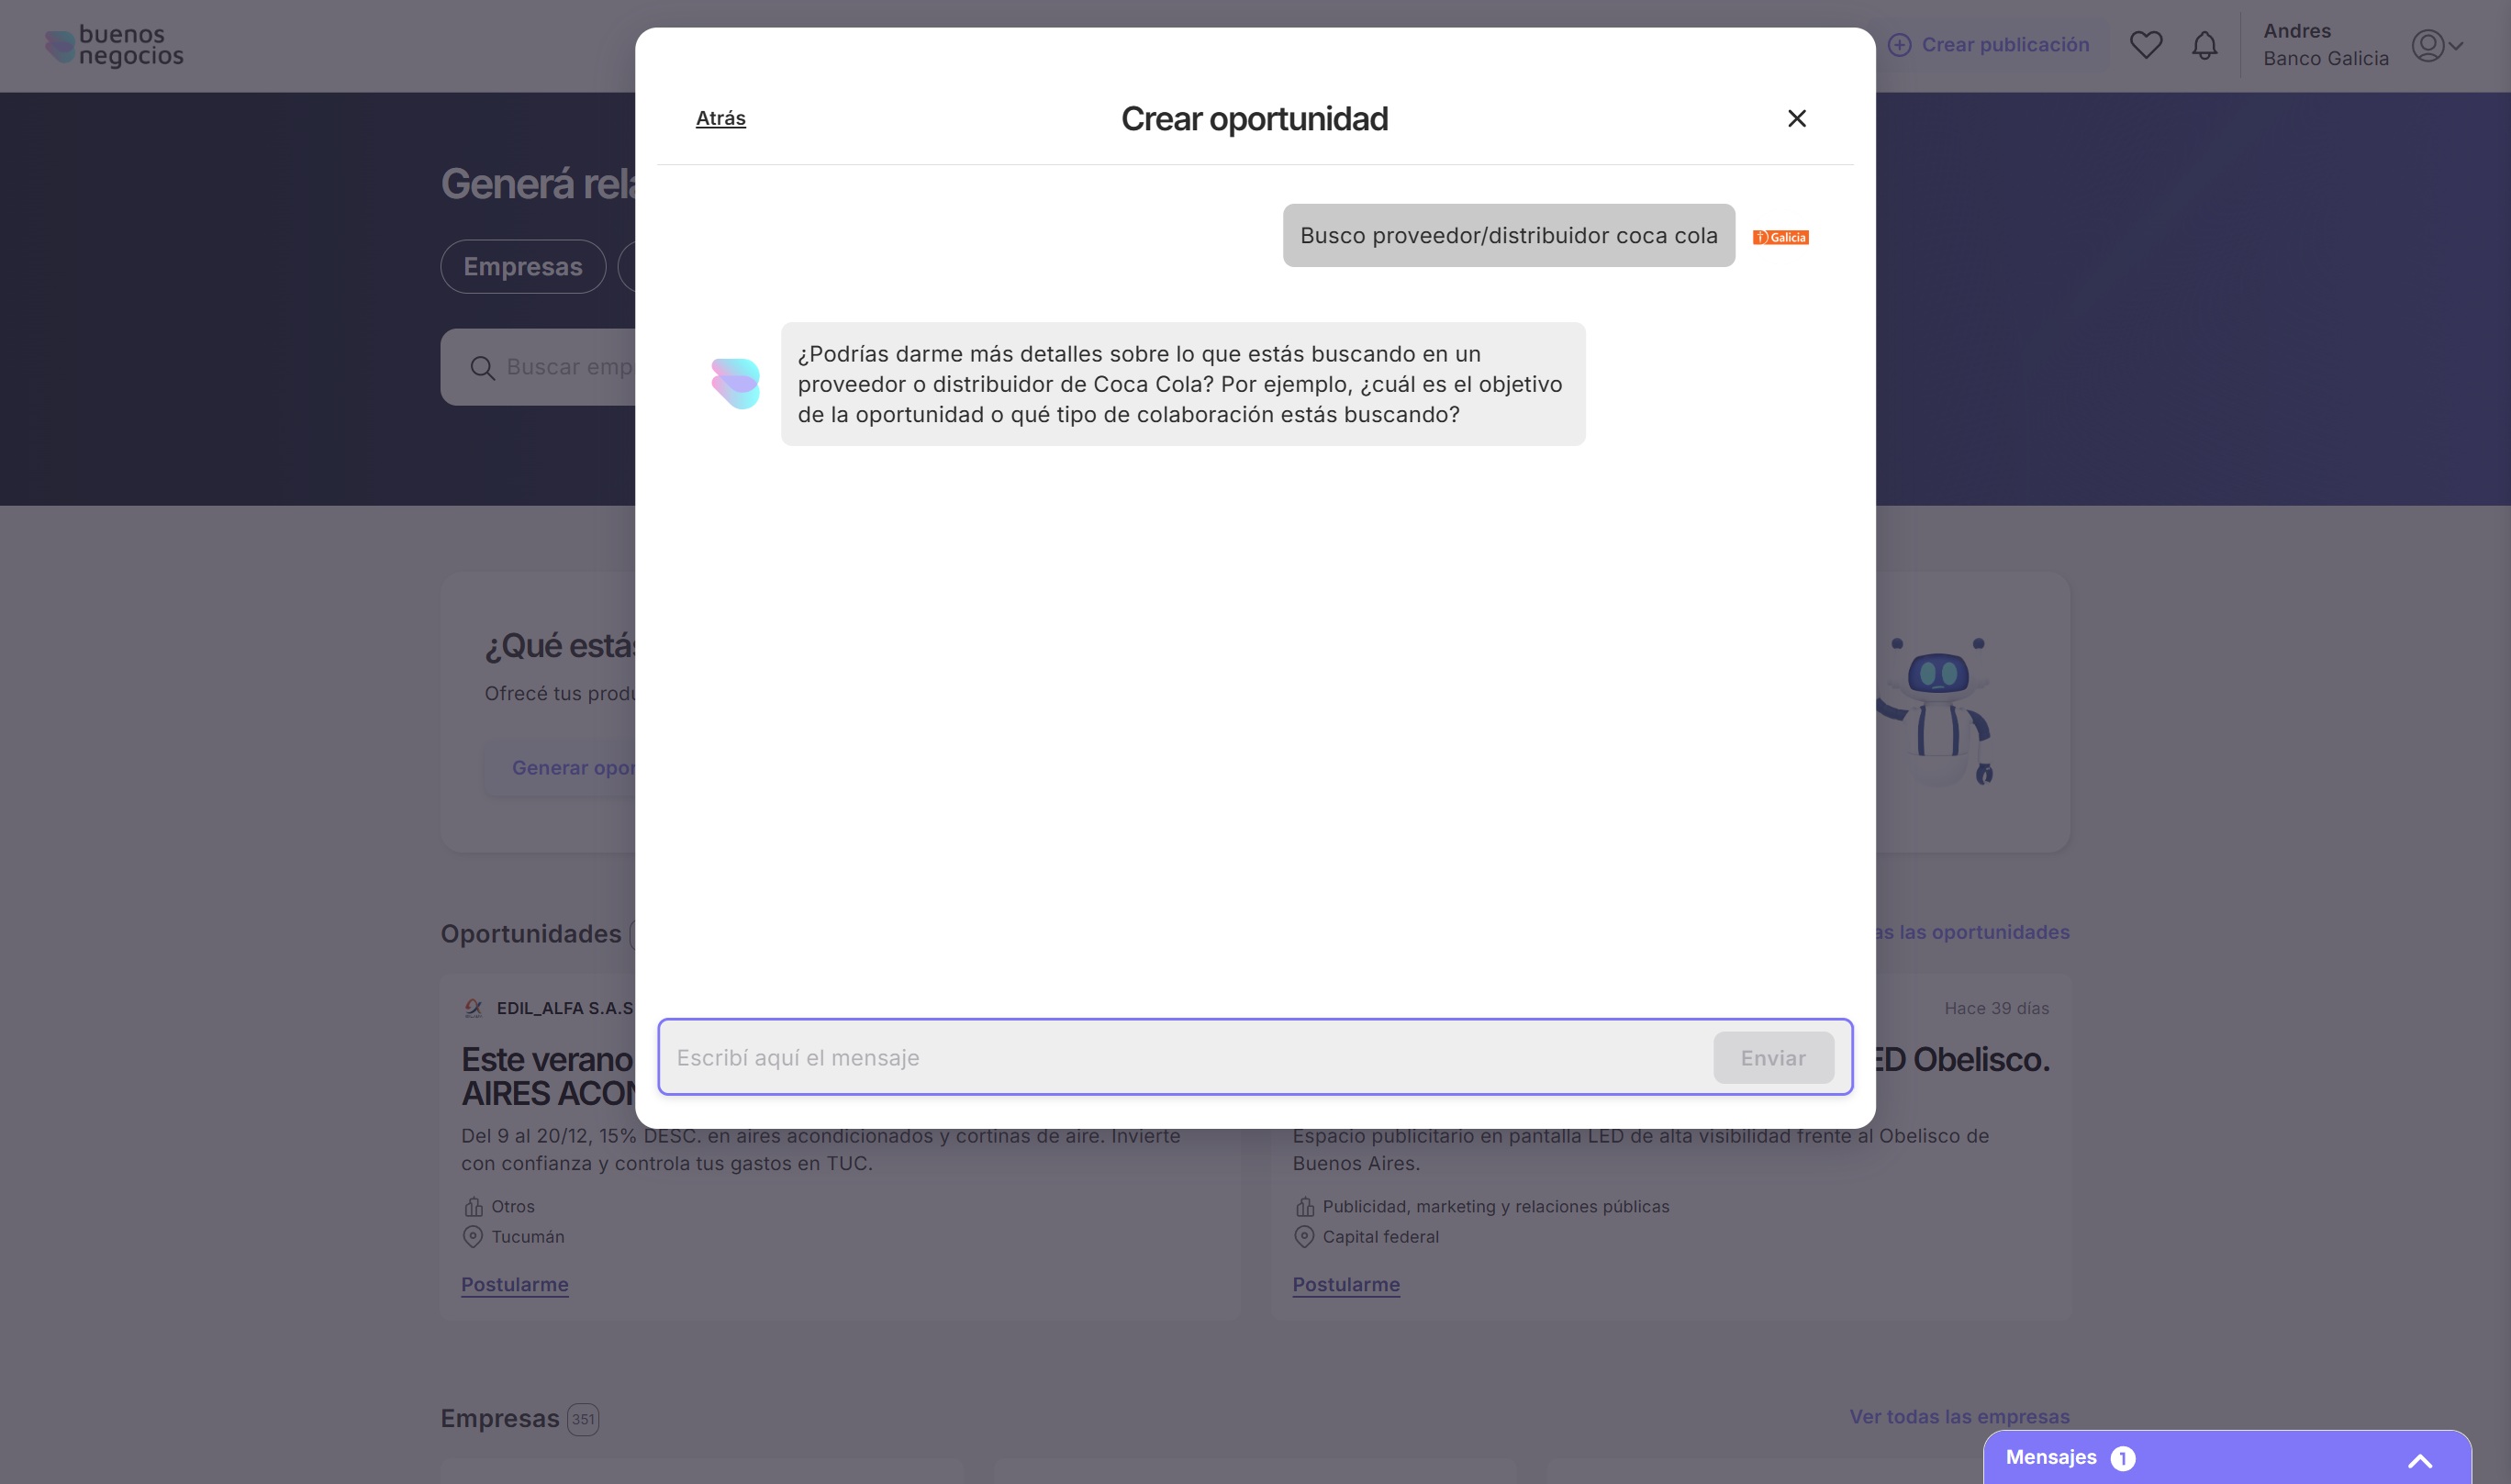 buenos
negocios
Crear publicación
Andres
Banco Galicia
Generá rela
Empresas
Buscar emp
Atrás
Crear oportunidad
Busco proveedor/distribuidor coca cola
Galicia
¿Podrías darme más detalles sobre lo que estás buscando en un
proveedor o distribuidor de Coca Cola? Por ejemplo, ¿cuál es el objetivo
de la oportunidad o qué tipo de colaboración estás buscando?
Escribí aquí el mensaje
Enviar
¿Qué estás
Ofrecé tus produ
Generar opor
Oportunidades
as las oportunidades
EDIL_ALFA S.A.S
Este verano
AIRES ACON
Del 9 al 20/12, 15% DESC. en aires acondicionados y cortinas de aire. Invierte
con confianza y controla tus gastos en TUC.
Otros
Tucumán
Postularme
Hace 39 días
ED Obelisco.
Espacio publicitario en pantalla LED de alta visibilidad frente al Obelisco de
Buenos Aires.
Publicidad, marketing y relaciones públicas
Capital federal
Postularme
Empresas 351
Ver todas las empresas
Mensajes 1